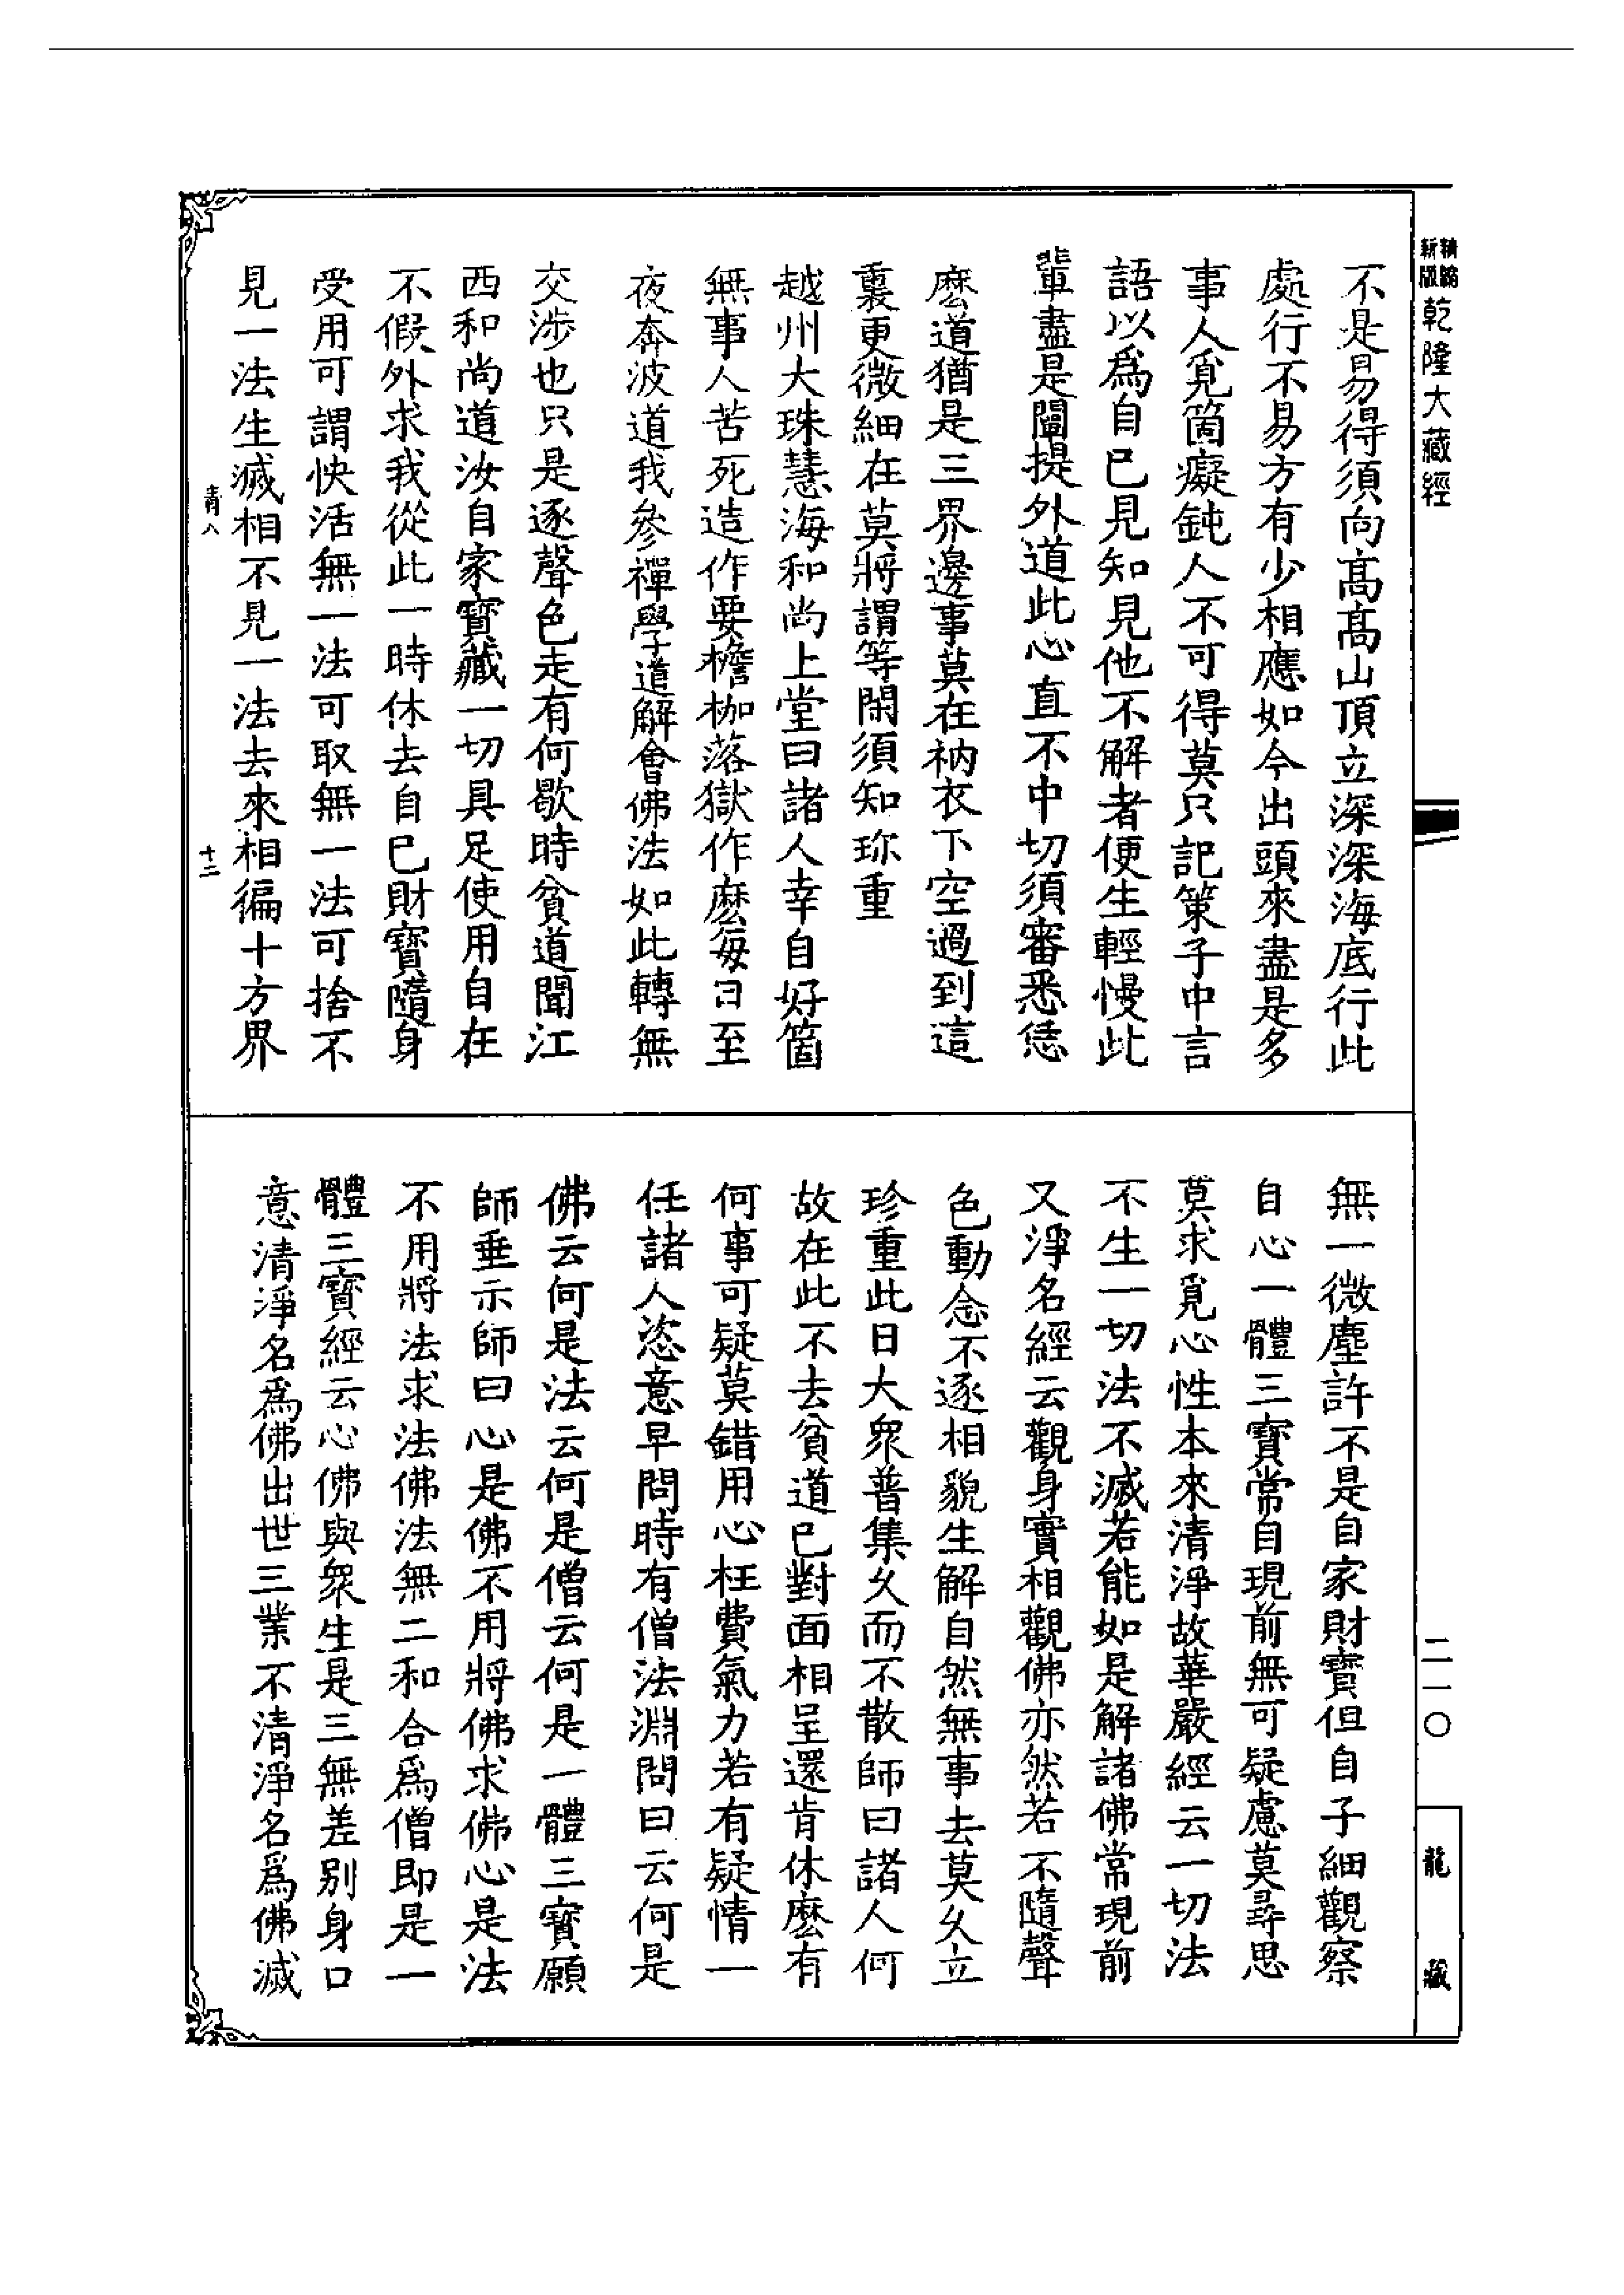 精縮新版乾隆大藏經
不是易得須向髙髙山頂立深深海底行此
處行不易方有少相應如今出頭來盡是多
事人覓箇癡鈍人不可得莫只記策子中言
語以爲自巳見知見他不解者便生輕慢此
輩盡是闡提外道此心直不中切須審悉恁
麽道猶是三界邊事莫在衲衣下空過到這
裏更微細在莫將謂等閑須知珎重
越州大珠慧海和尚上堂曰諸人幸自好箇
無事人苦死造作要檐枷落獄作麽每日至
夜奔波道我參禪學道解會佛法如此轉無
交涉也只是逐聲色走有何歇時貧道聞江
西和尚道汝自家寳藏一切具足使用自在
不假外求我從此一時休去自巳財寳隨身
受用可謂快活無一法可取無一法可捨不
見一法生滅相不見一法去來相徧十方界
青八
十二
無一微塵許不是自家財寳但自子細觀察
自心一體三寳常自現前無可疑慮莫尋思
莫求覓心性本來清淨故華嚴經云一切法
不生一切法不滅若能如是解諸佛常現前
又淨名經云觀身實相觀佛亦然若不隨聲
色動念不逐相貌生解自然無事去莫久立
珍重此日大衆普集久而不散師曰諸人何
故在此不去貧道已對面相呈還肯休麽有
何事可疑莫錯用心枉費氣力若有疑情一
任諸人恣意早問時有僧法淵問曰云何是
佛云何是法云何是僧云何是一體三寳願
師垂示師曰心是佛不用將佛求佛心是法
不用將法求法佛法無二和合爲僧即是一
體三寳經云心佛與衆生是三無差别身口
意清淨名爲佛出世三業不清淨名爲佛滅
二一〇
龍藏